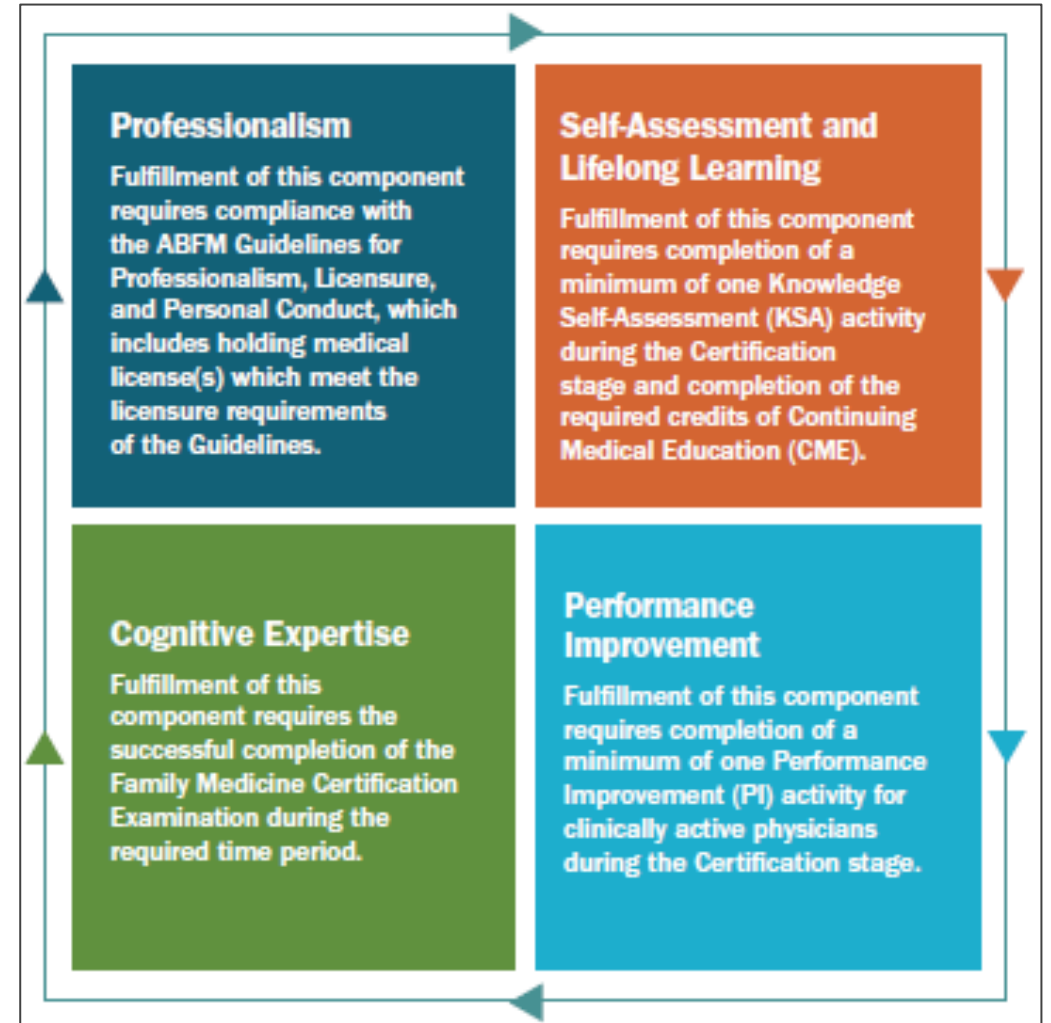 Professionalism
Fulfillment of this component
requires compliance with
the ABFM Guidelines for
Professionalism, Licensure,
and Personal Conduct, which
includes holding medical
license(s) which meet the
licensure requirements
of the Guidelines.
Self-Assessment and
Lifelong Learning
Fulfillment of this component
requires completion of a
minimum of one Knowledge
Self-Assessment (KSA) activity
during the Certification
stage and completion of the
required credits of Continuing
Medical Education (CME).
Cognitive Expertise
Fulfillment of this
component requires the
successful completion of the
Family Medicine Certification
Examination during the
required time period.
Performance
Improvement
Fulfillment of this component
requires completion of a
minimum of one Performance
Improvement (PI) activity for
clinically active physicians
during the Certification stage.